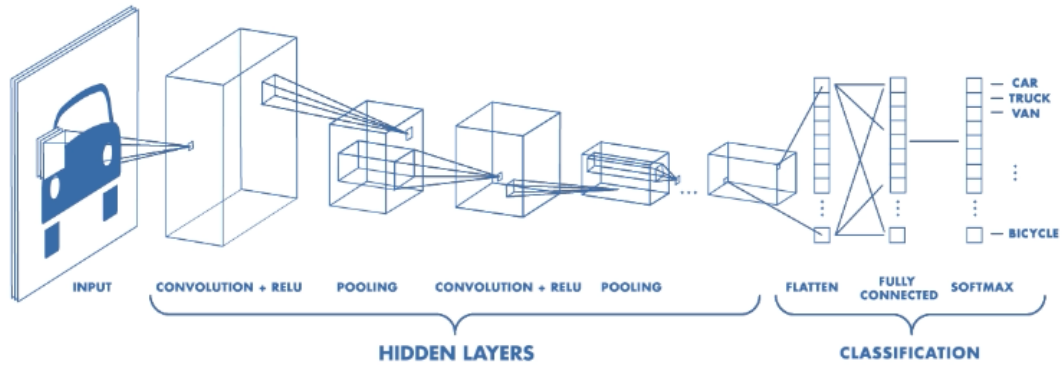 CAR
TRUCK
VAN
BICYCLE
INPUT
CONVOLUTION + RELU
POOLING
CONVOLUTION + RELU
POOLING
FLATTEN
FULLY
CONNECTED
SOFTMAX
HIDDEN LAYERS
CLASSIFICATION